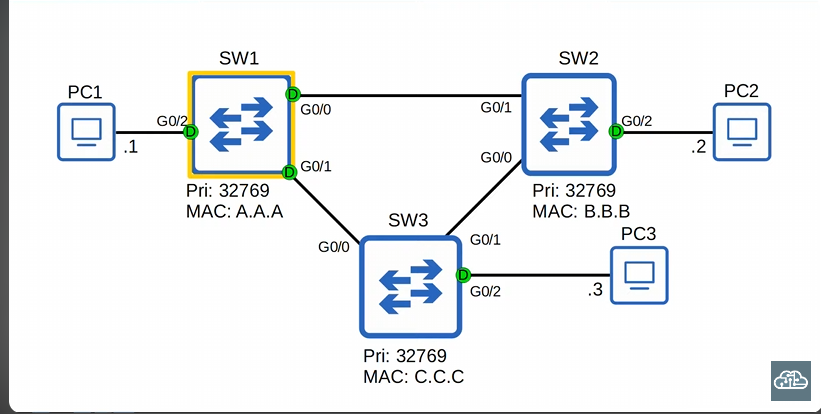 SW1
SW2
PC1
PC2
G0/2
D
D
G0/0
G0/1
D
G0/2
.1
.2
D
G0/1
G0/0
Pri: 32769
MAC: A.A.A
Pri: 32769
MAC: B.B.B
SW3
PC3
G0/0
G0/1
D
G0/2
.3
Pri: 32769
MAC: C.C.C